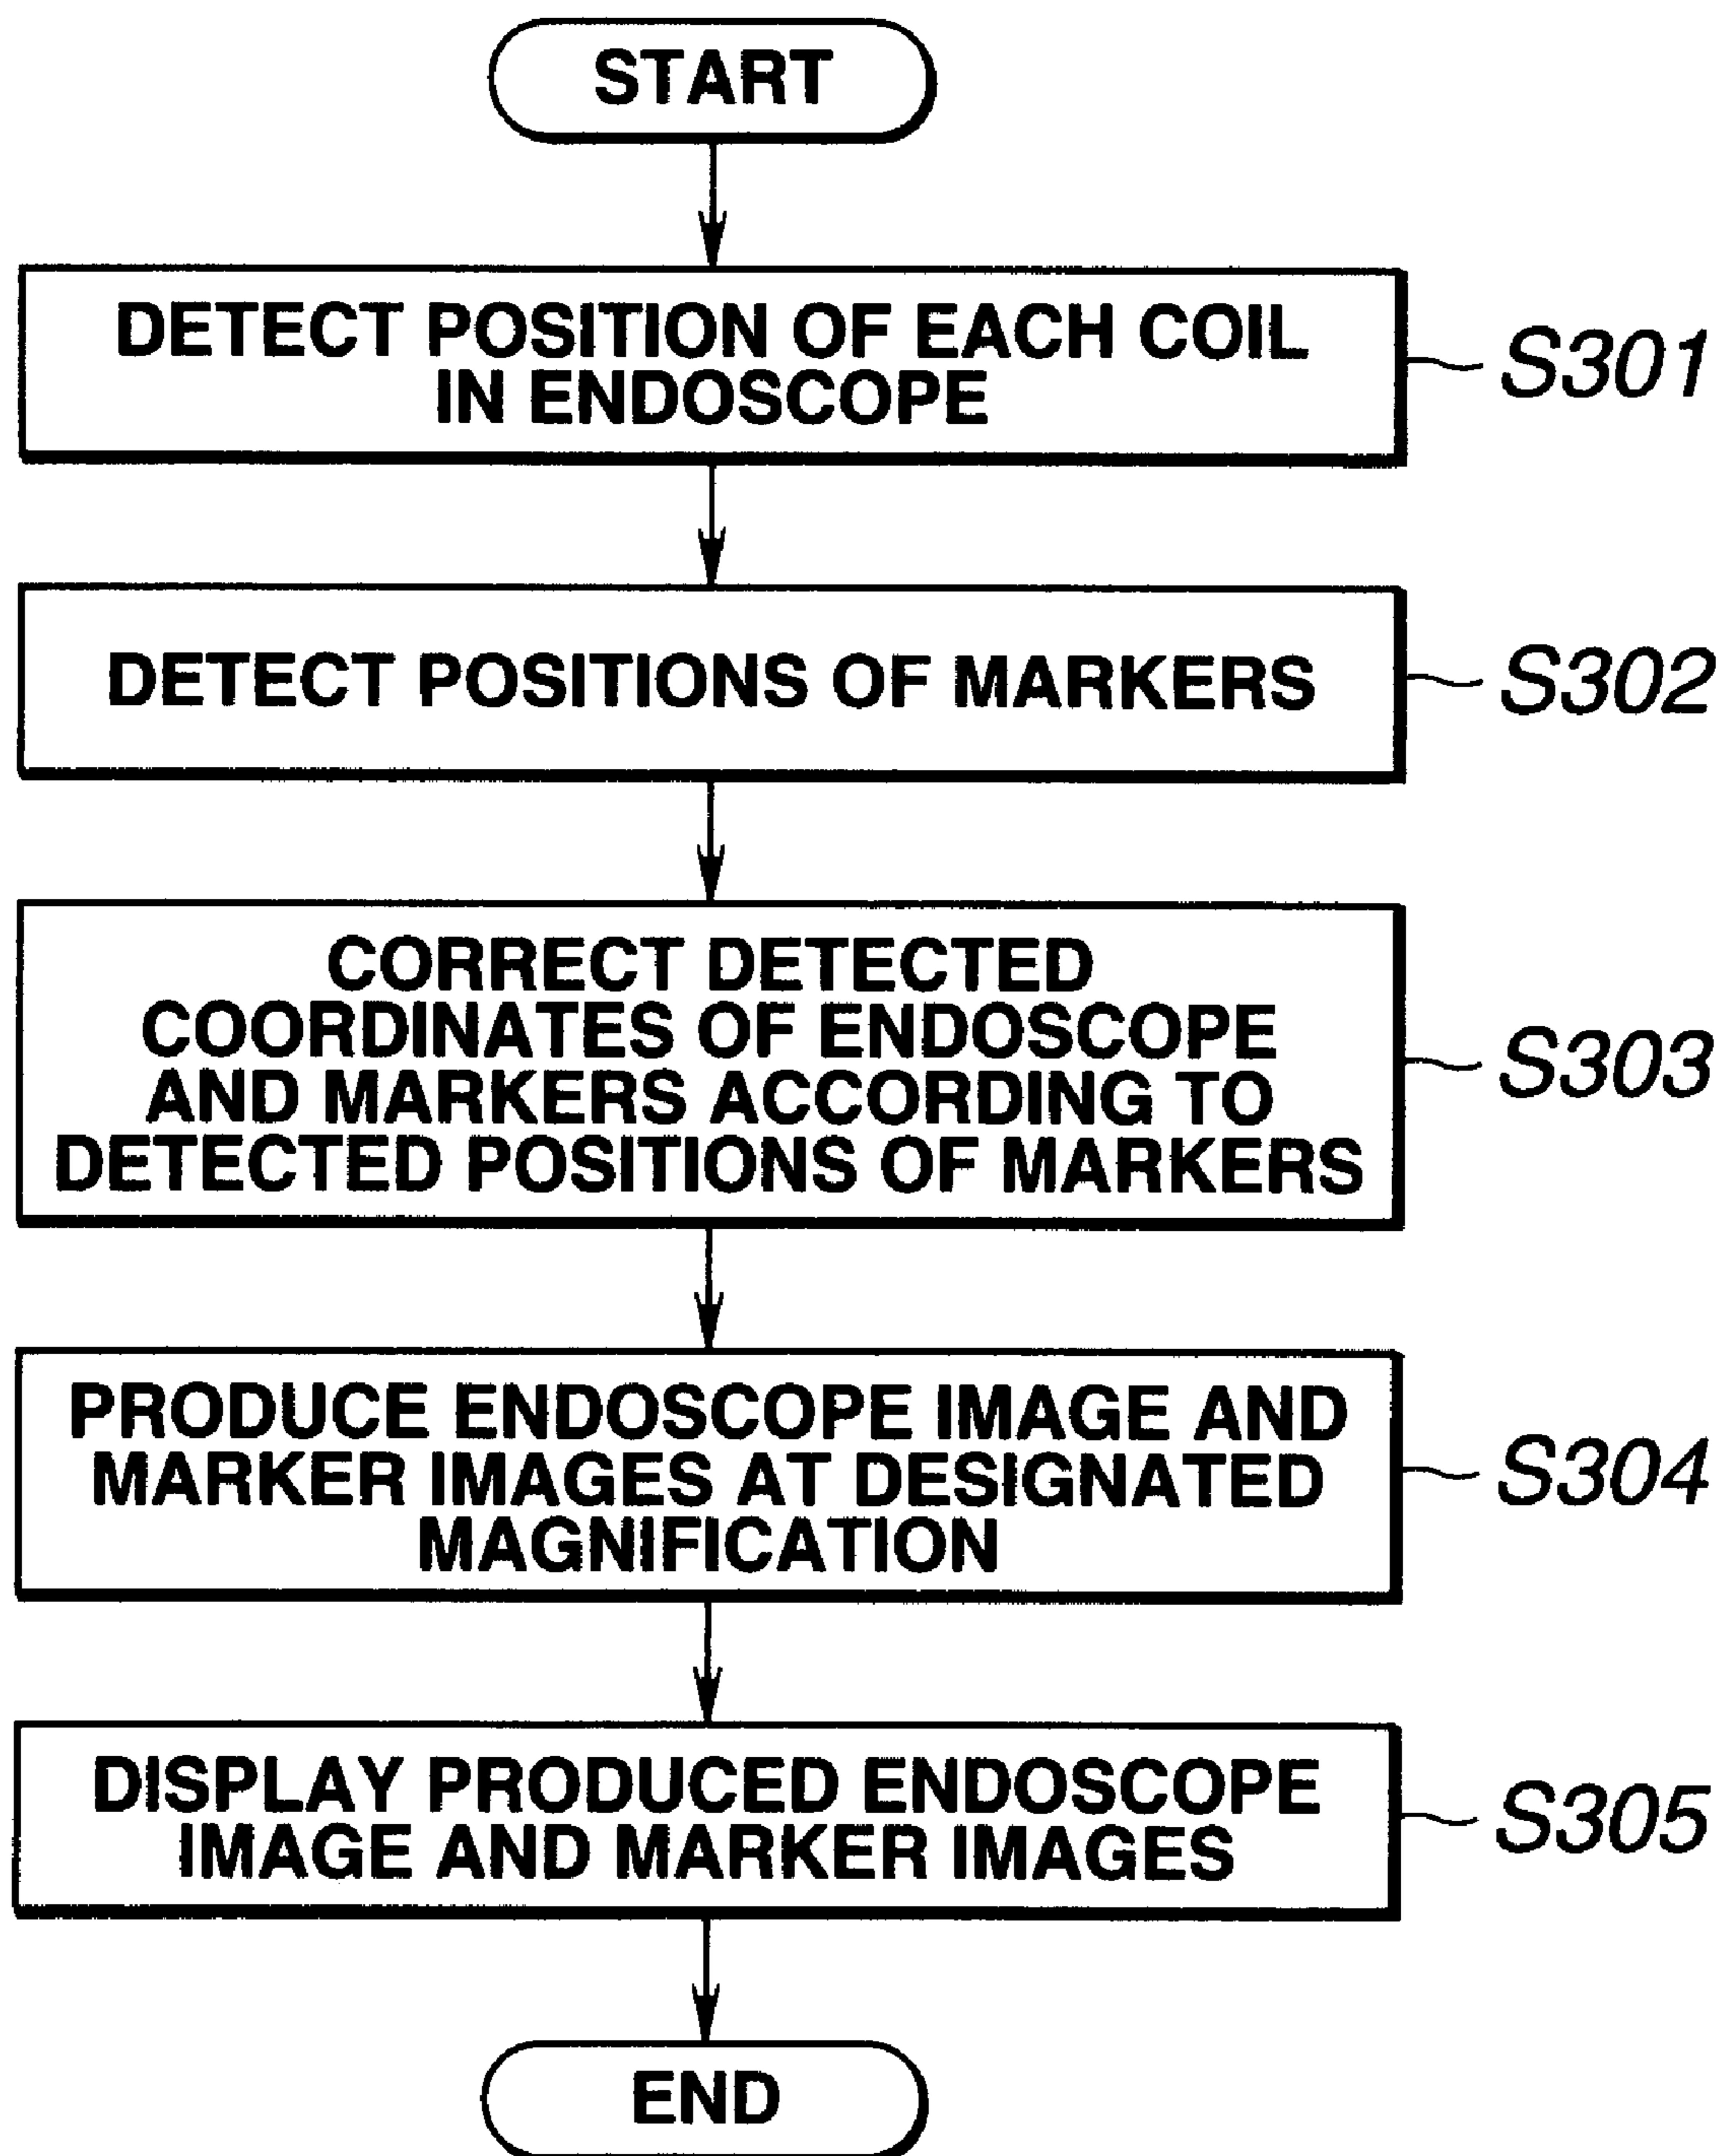 START
DETECT POSITION OF EACH COIL
IN ENDOSCOPE
S301
DETECT POSITIONS OF MARKERS
S302
CORRECT DETECTED
COORDINATES OF ENDOSCOPE
AND MARKERS ACCORDING TO
DETECTED POSITIONS OF MARKERS
S303
PRODUCE ENDOSCOPE IMAGE AND
MARKER IMAGES AT DESIGNATED
MAGNIFICATION
S304
DISPLAY PRODUCED ENDOSCOPE
IMAGE AND MARKER IMAGES
S305
END